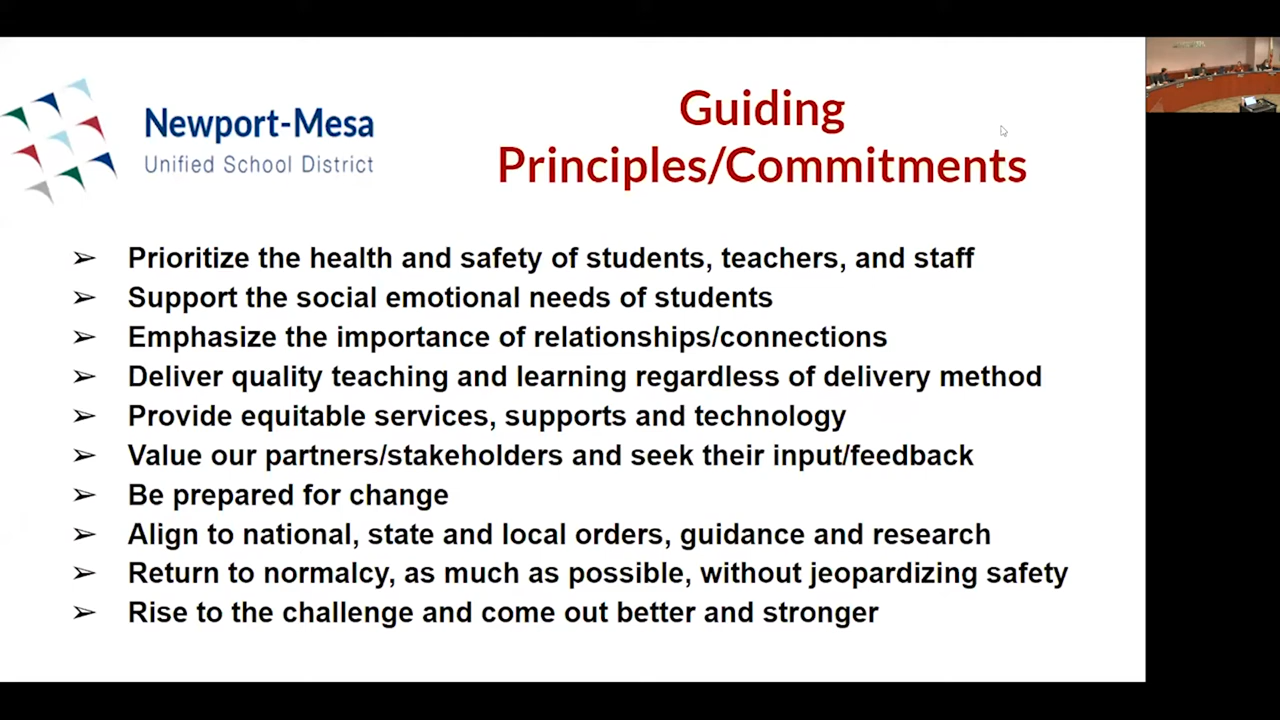 Newport-Mesa
Unified School District
Guiding
Principles/Commitments
➢ Prioritize the health and safety of students, teachers, and staff
➢ Support the social emotional needs of students
➢ Emphasize the importance of relationships/connections
➢ Deliver quality teaching and learning regardless of delivery method
➢ Provide equitable services, supports and technology
➢ Value our partners/stakeholders and seek their input/feedback
➢ Be prepared for change
➢ Align to national, state and local orders, guidance and research
➢ Return to normalcy, as much as possible, without jeopardizing safety
➢ Rise to the challenge and come out better and stronger